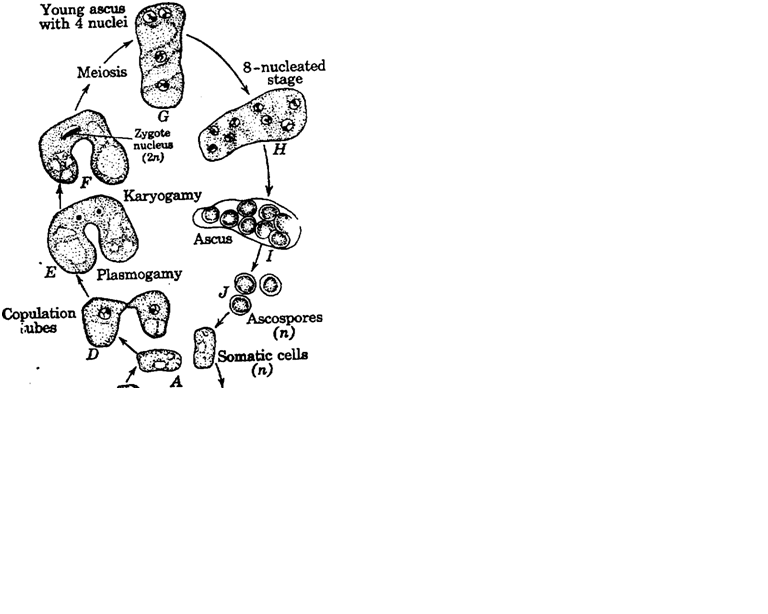 Young ascus
with 4 nuclei
Meiosis
G
8-nucleated
stage
H
Zygote
nucleus
(2n)
F
Karyogamy
Ascus
I
E
Plasmogamy
J
Copulation
tubes
Ascospores
(n)
D
Somatic cells
(n)
A